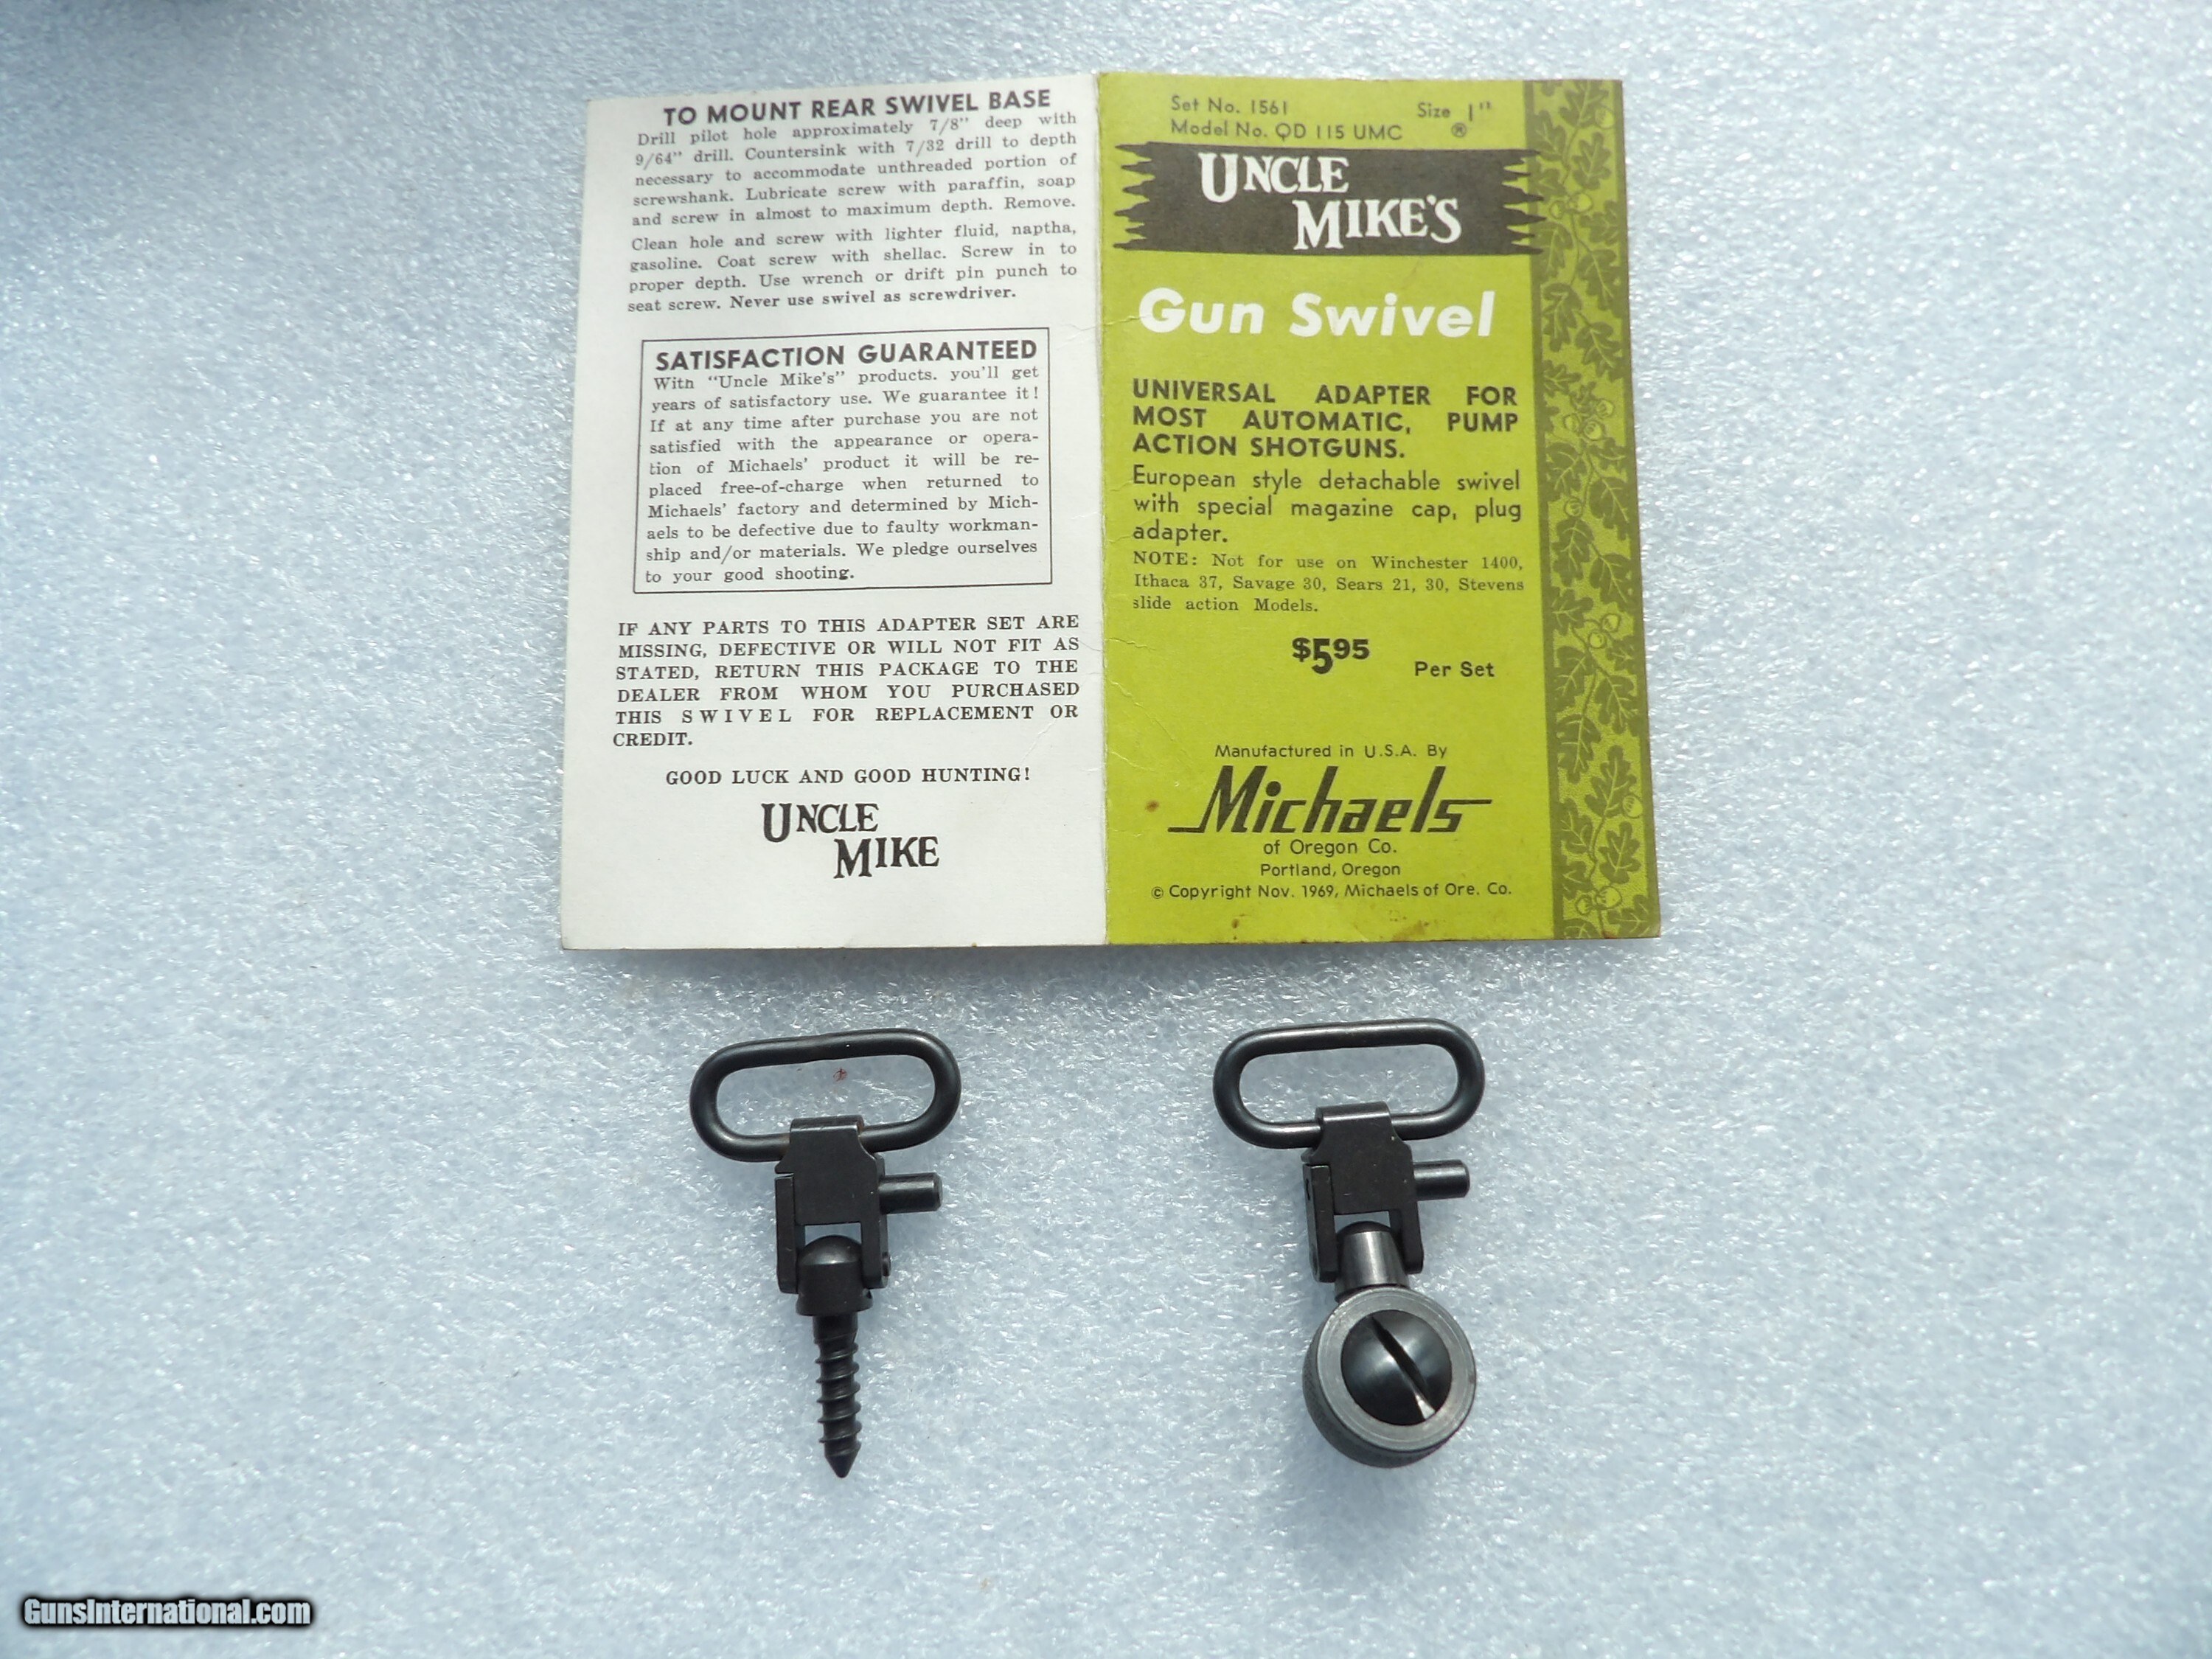 TO MOUNT REAR SWIVEL BASE
Drill pilot hole approximately 7/8" deep with
9/64" drill. Countersink with 7/32 drill to depth
necessary to accommodate unthreaded portion of
screwshank. Lubricate screw with paraffin, soap
and screw in almost to maximum depth. Remove.
Clean hole and screw with lighter fluid, naptha,
gasoline. Coat screw with shellac. Screw in to
proper depth. Use wrench or drift pin punch to
seat screw. Never use swivel as screwdriver.
SATISFACTION GUARANTEED
With "Uncle Mike's" products. you'll get
years of satisfactory use. We guarantee it!
If at any time after purchase you are not
satisfied with the appearance or opera-
tion of Michaels' product it will be re-
placed free-of-charge when returned to
Michaels' factory and determined by Mich-
aels to be defective due to faulty workman-
ship and/or materials. We pledge ourselves
to your good shooting.
IF ANY PARTS TO THIS ADAPTER SET ARE
MISSING, DEFECTIVE OR WILL NOT FIT AS
STATED, RETURN THIS PACKAGE TO THE
DEALER FROM WHOM YOU PURCHASED
THIS SWIVEL FOR REPLACEMENT OR
CREDIT.
GOOD LUCK AND GOOD HUNTING!
UNCLE
MIKE
Set No. 1561 Size 1"
Model No. QD 115 UMC ®
UNCLE
MIKE'S
Gun Swivel
UNIVERSAL ADAPTER FOR
MOST AUTOMATIC, PUMP
ACTION SHOTGUNS.
European style detachable swivel
with special magazine cap, plug
adapter.
NOTE: Not for use on Winchester 1400,
Ithaca 37, Savage 30, Sears 21, 30, Stevens
slide action Models.
$5.95 Per Set
Manufactured in U.S.A. By
Michaels
of Oregon Co.
Portland, Oregon
© Copyright Nov. 1969, Michaels of Ore. Co.
GunsInternational.com